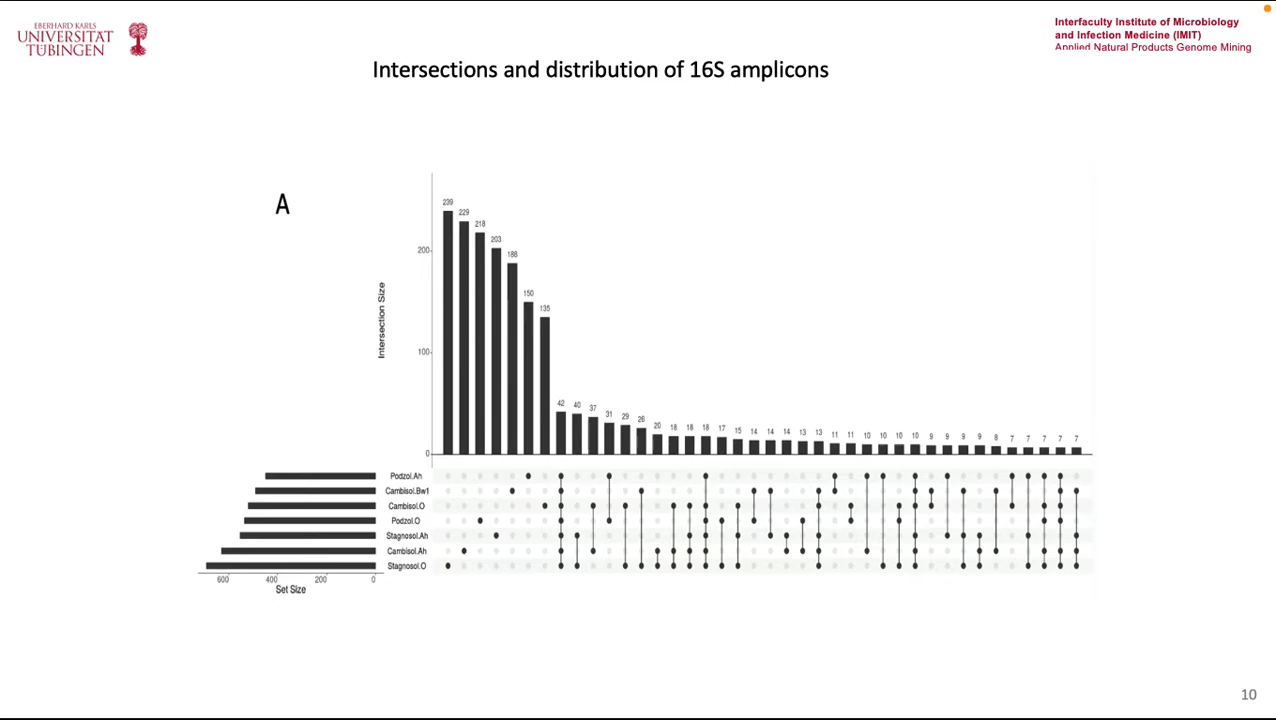 EBERHARD KARLS
UNIVERSITÄT
TÜBINGEN
Interfaculty Institute of Microbiology
and Infection Medicine (IMIT)
Applied Natural Products Genome Mining
Intersections and distribution of 16S amplicons
A
Intersection Size
200
100
0
239
229
218
203
188
150
135
42
40
37
31
29
26
20
18
18
18
17
15
14
14
14
13
13
11
11
10
10
10
10
9
9
9
9
8
7
7
7
7
7
Podzol.Ah
Cambisol.Bw1
Cambisol.O
Podzol.O
Stagnosol.Ah
Cambisol.Ah
Stagnosol.O
600
400
200
0
Set Size
10